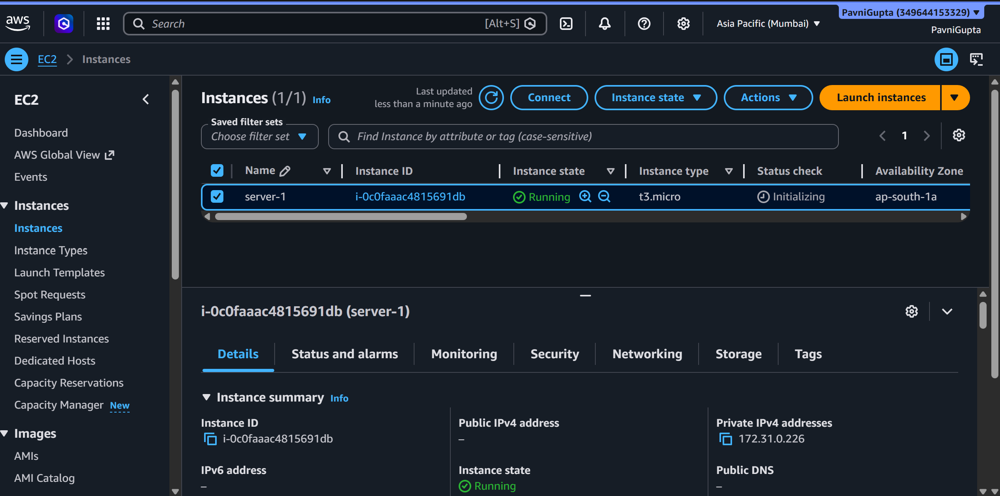 aws
Search [Alt+S]
Asia Pacific (Mumbai)
PavniGupta (349644153329)
PavniGupta
EC2 Instances
EC2
Dashboard
AWS Global View
Events
Instances
Instances
Instance Types
Launch Templates
Spot Requests
Savings Plans
Reserved Instances
Dedicated Hosts
Capacity Reservations
Capacity Manager New
Images
AMIs
AMI Catalog
Instances (1/1) Info
Last updated
less than a minute ago
Connect Instance state Actions Launch instances
Saved filter sets
Choose filter set Find Instance by attribute or tag (case-sensitive) 1
Name Instance ID Instance state Instance type Status check Availability Zone
server-1 i-0c0faaac4815691db Running t3.micro Initializing ap-south-1a
i-0c0faaac4815691db (server-1)
Details Status and alarms Monitoring Security Networking Storage Tags
Instance summary Info
Instance ID
i-0c0faaac4815691db
Public IPv4 address
–
Private IPv4 addresses
172.31.0.226
IPv6 address
–
Instance state
Running
Public DNS
–